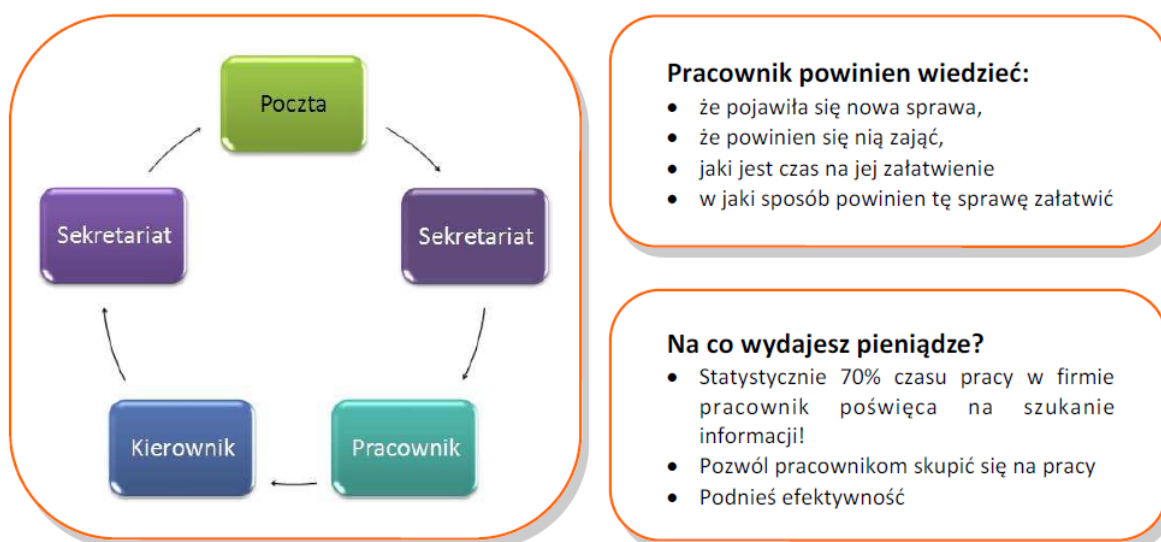 Poczta
Sekretariat
Sekretariat
Kierownik
Pracownik
Pracownik powinien wiedzieć:
• że pojawiła się nowa sprawa,
• że powinien się nią zająć,
• jaki jest czas na jej załatwienie
• w jaki sposób powinien tę sprawę załatwić
Na co wydajesz pieniądze?
• Statystycznie 70% czasu pracy w firmie
pracownik poświęca na szukanie
informacji!
• Pozwól pracownikom skupić się na pracy
• Podnieś efektywność